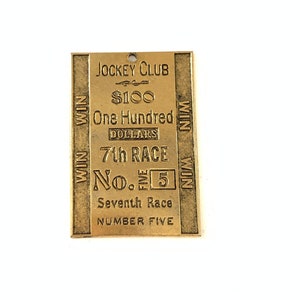 JOCKEY CLUB
$100
One Hundred
DOLLARS
7th RACE
No. FIVE 5
Seventh Race
NUMBER FIVE
WIN WIN
WIN WIN